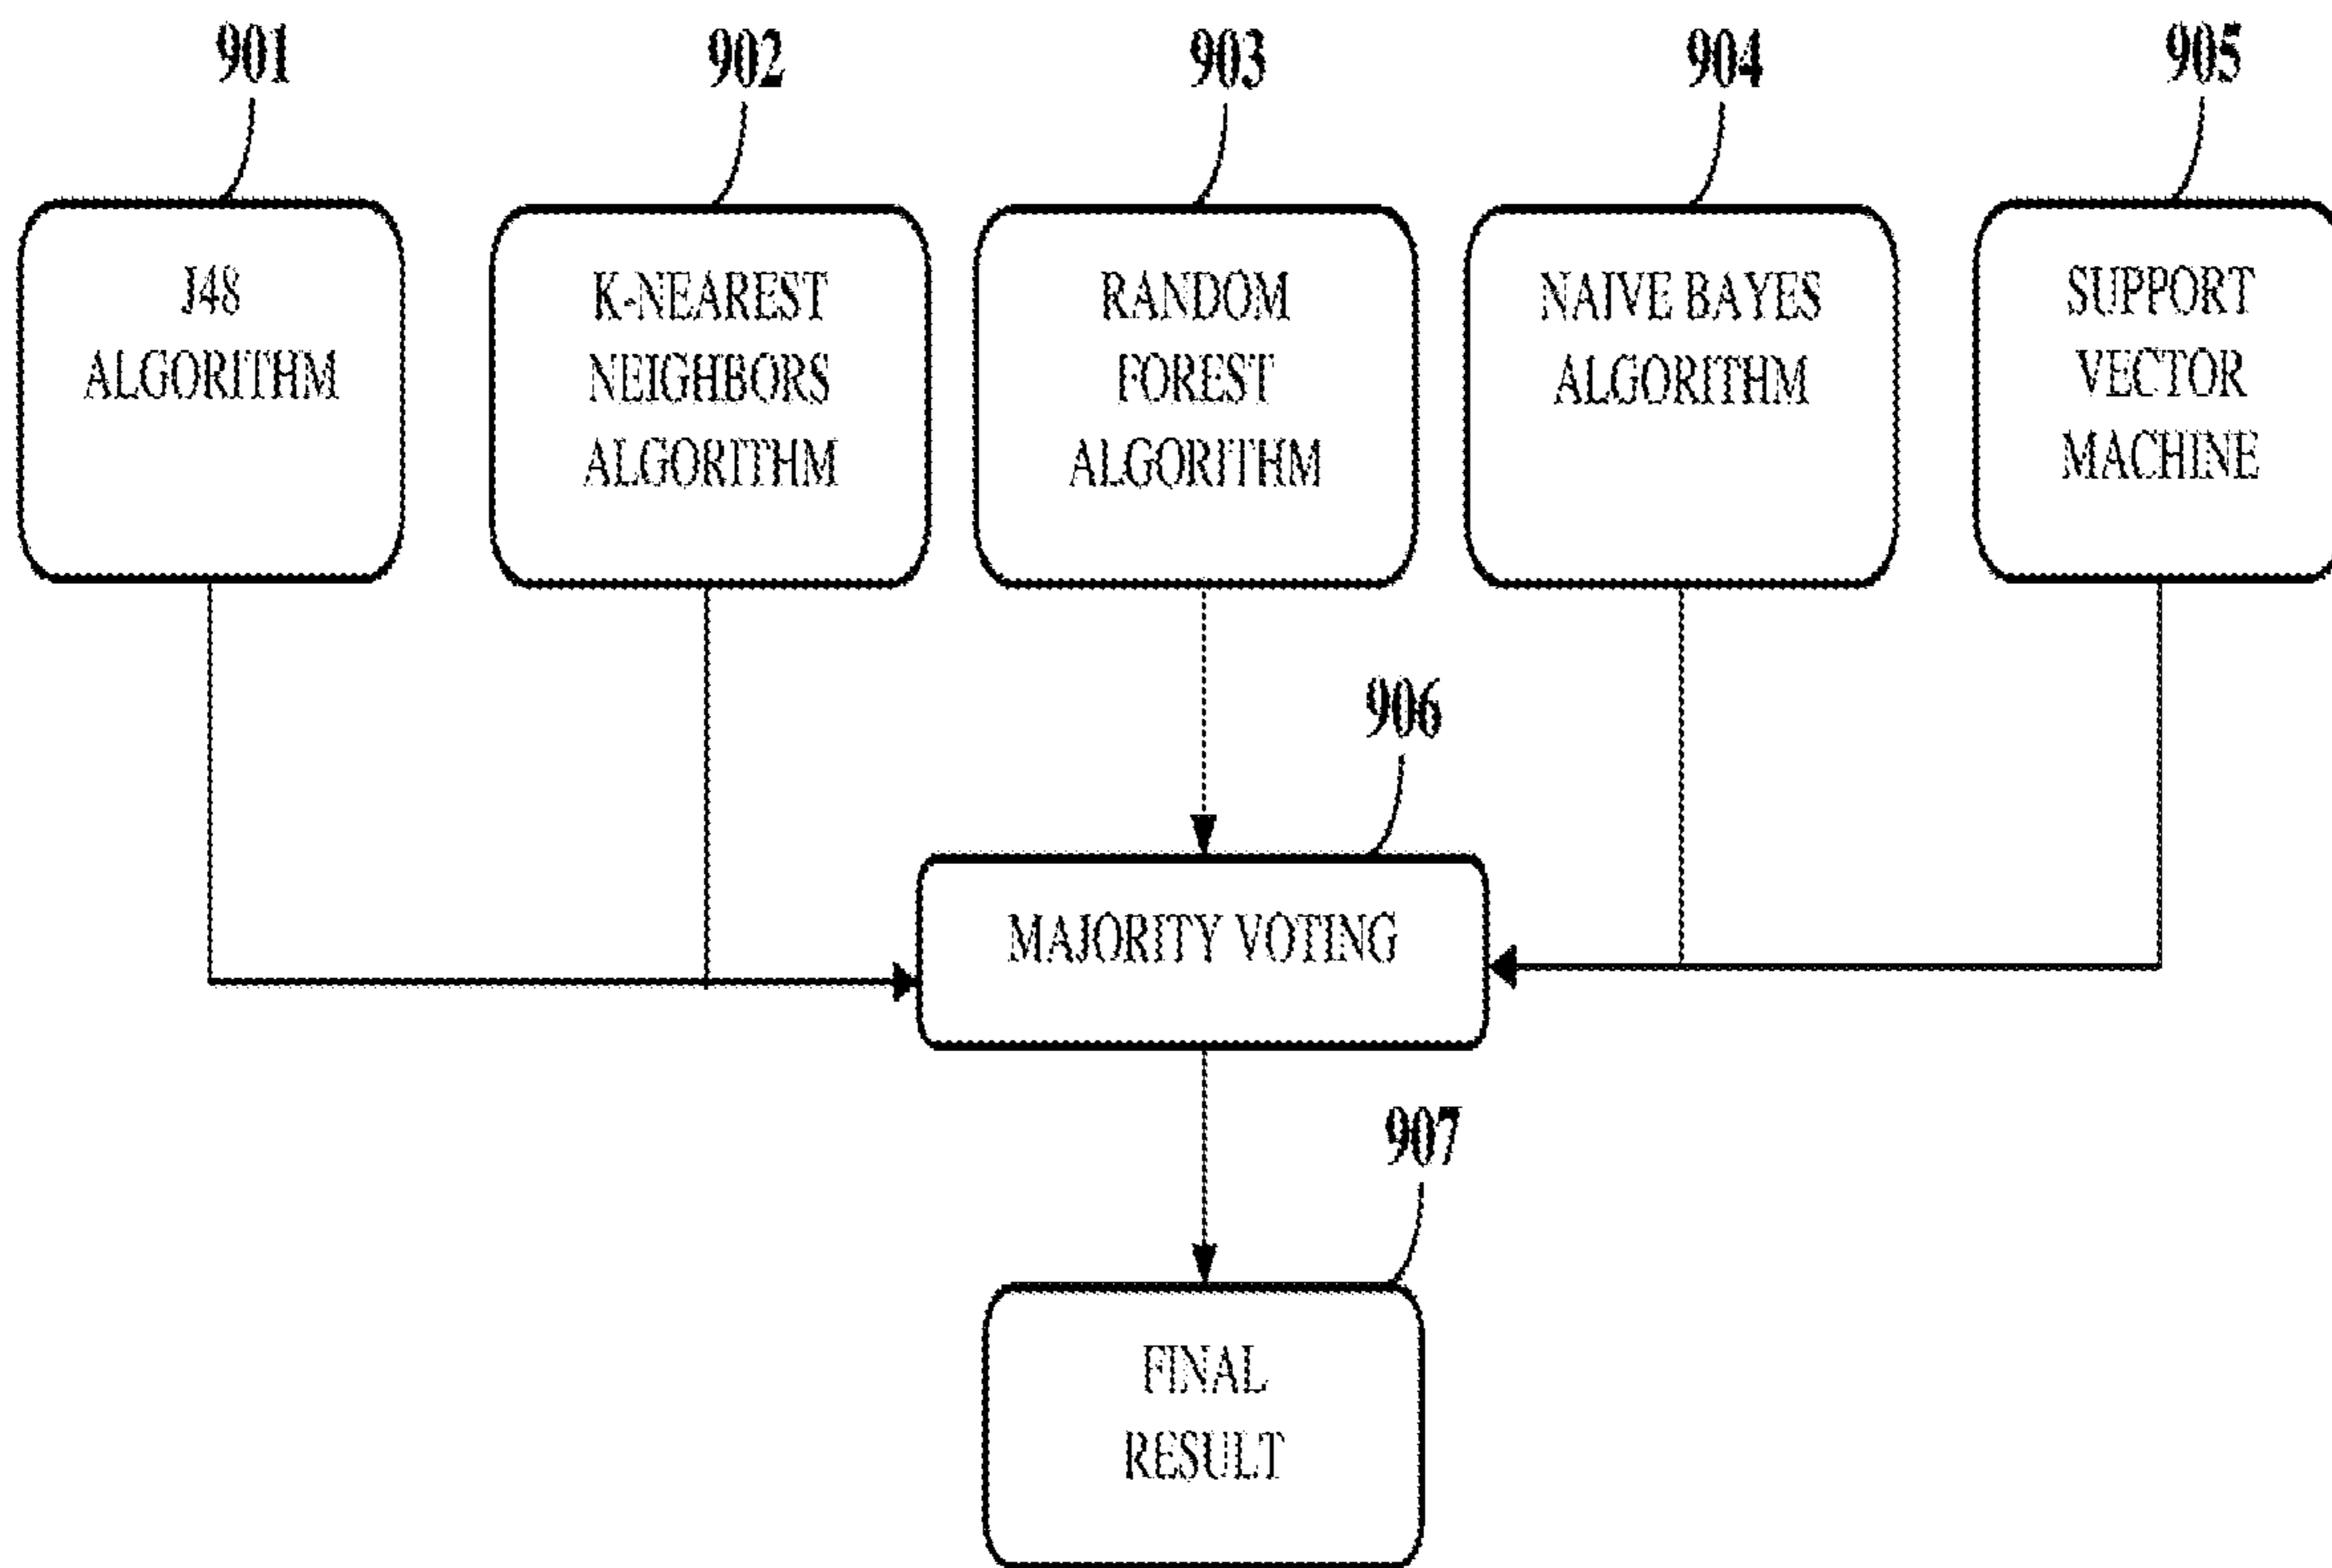 901
902
903
904
905
J48
ALGORITHM
K-NEAREST
NEIGHBORS
ALGORITHM
RANDOM
FOREST
ALGORITHM
NAIVE BAYES
ALGORITHM
SUPPORT
VECTOR
MACHINE
906
MAJORITY VOTING
907
FINAL
RESULT